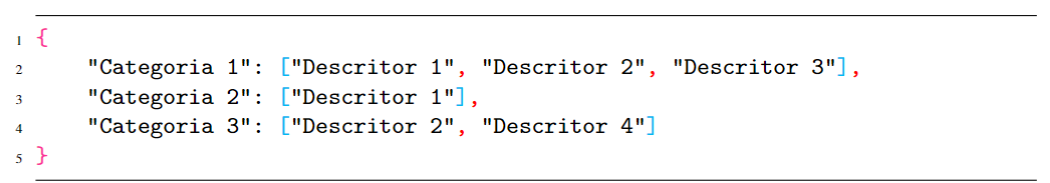 1 {
2 "Categoria 1": ["Descritor 1", "Descritor 2", "Descritor 3"],
3 "Categoria 2": ["Descritor 1"],
4 "Categoria 3": ["Descritor 2", "Descritor 4"]
5 }